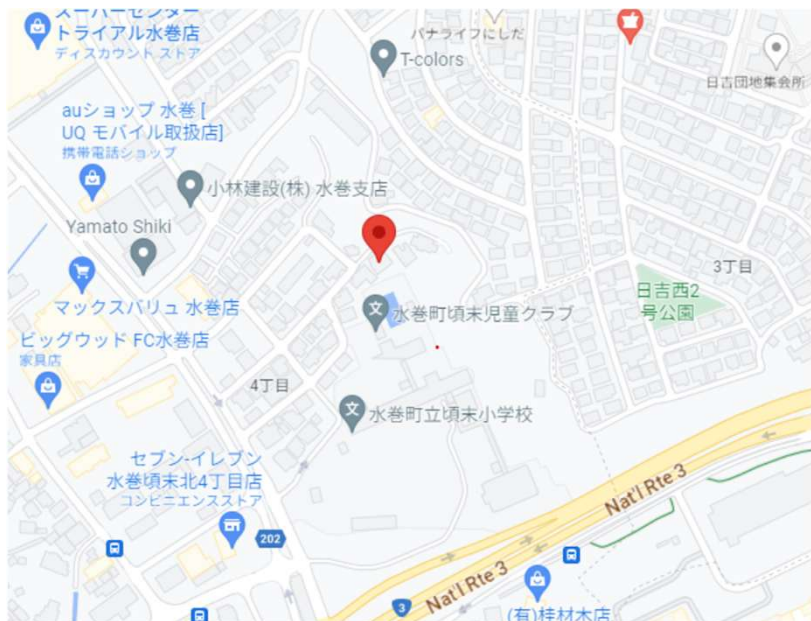 スーパーセンター
トライアル水巻店
ディスカウント ストア
パナライフにしだ
T-colors
日吉団地集会所
auショップ 水巻 [
UQ モバイル取扱店]
携帯電話ショップ
小林建設(株) 水巻支店
Yamato Shiki
3丁目
マックスバリュ 水巻店
日吉西2
号公園
水巻町頃末児童クラブ
ビッグウッド FC水巻店
家具店
4丁目
水巻町立頃末小学校
セブン-イレブン
水巻頃末北4丁目店
コンビニエンスストア
Nat'l Rte 3
202
Nat'l Rte 3
3
(有)桂材木店
文
文